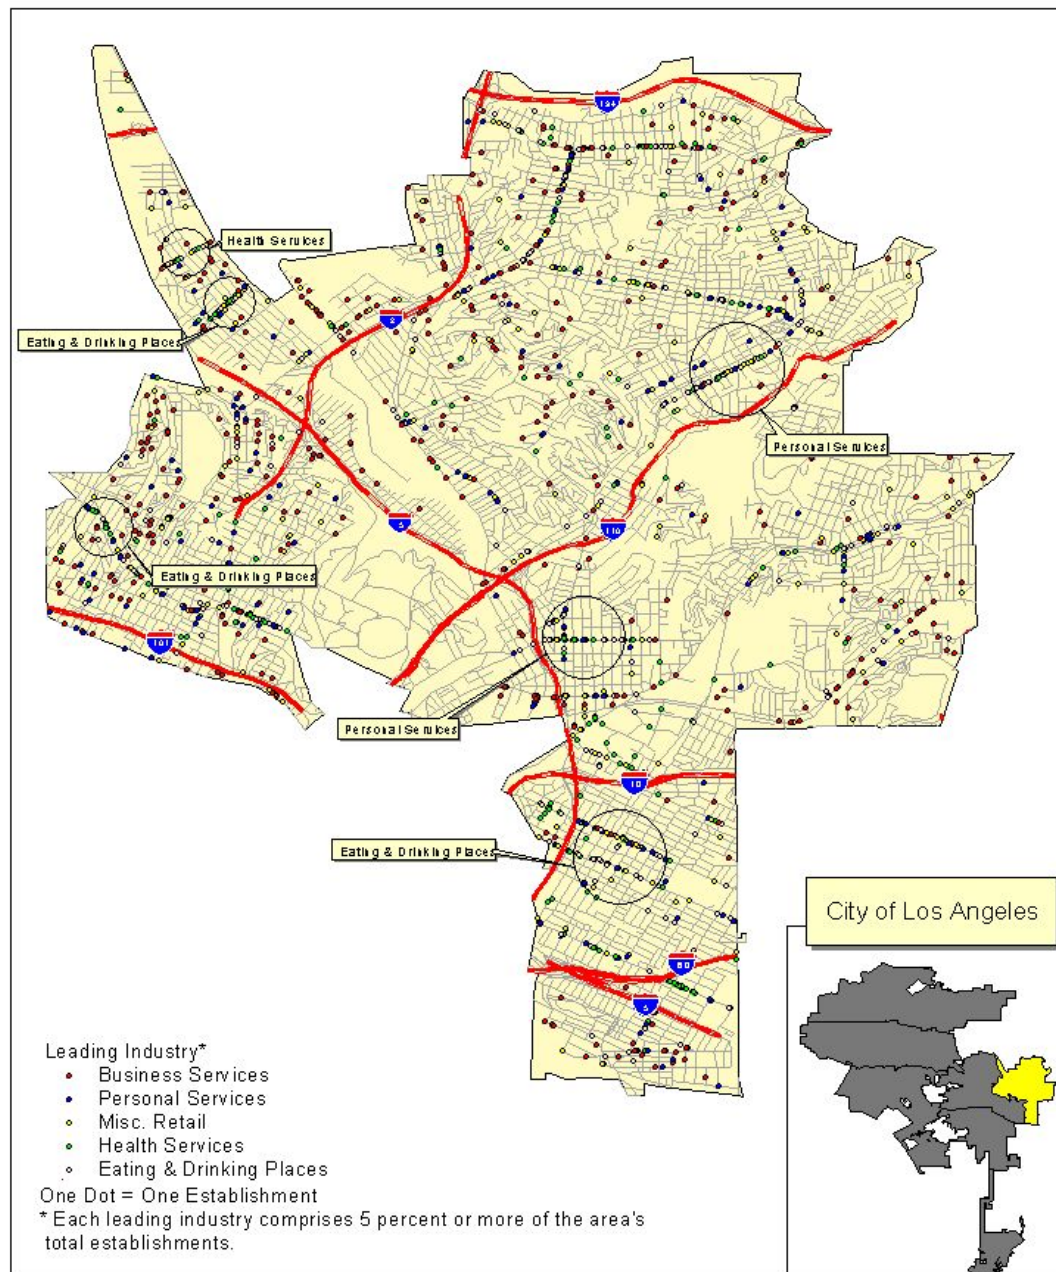 134
Health Services
2
Eating & Drinking Places
Personal Services
5
110
Eating & Drinking Places
101
Personal Services
10
Eating & Drinking Places
City of Los Angeles
60
5
Leading Industry*
Business Services
Personal Services
Misc. Retail
Health Services
Eating & Drinking Places
One Dot = One Establishment
* Each leading industry comprises 5 percent or more of the area's
total establishments.